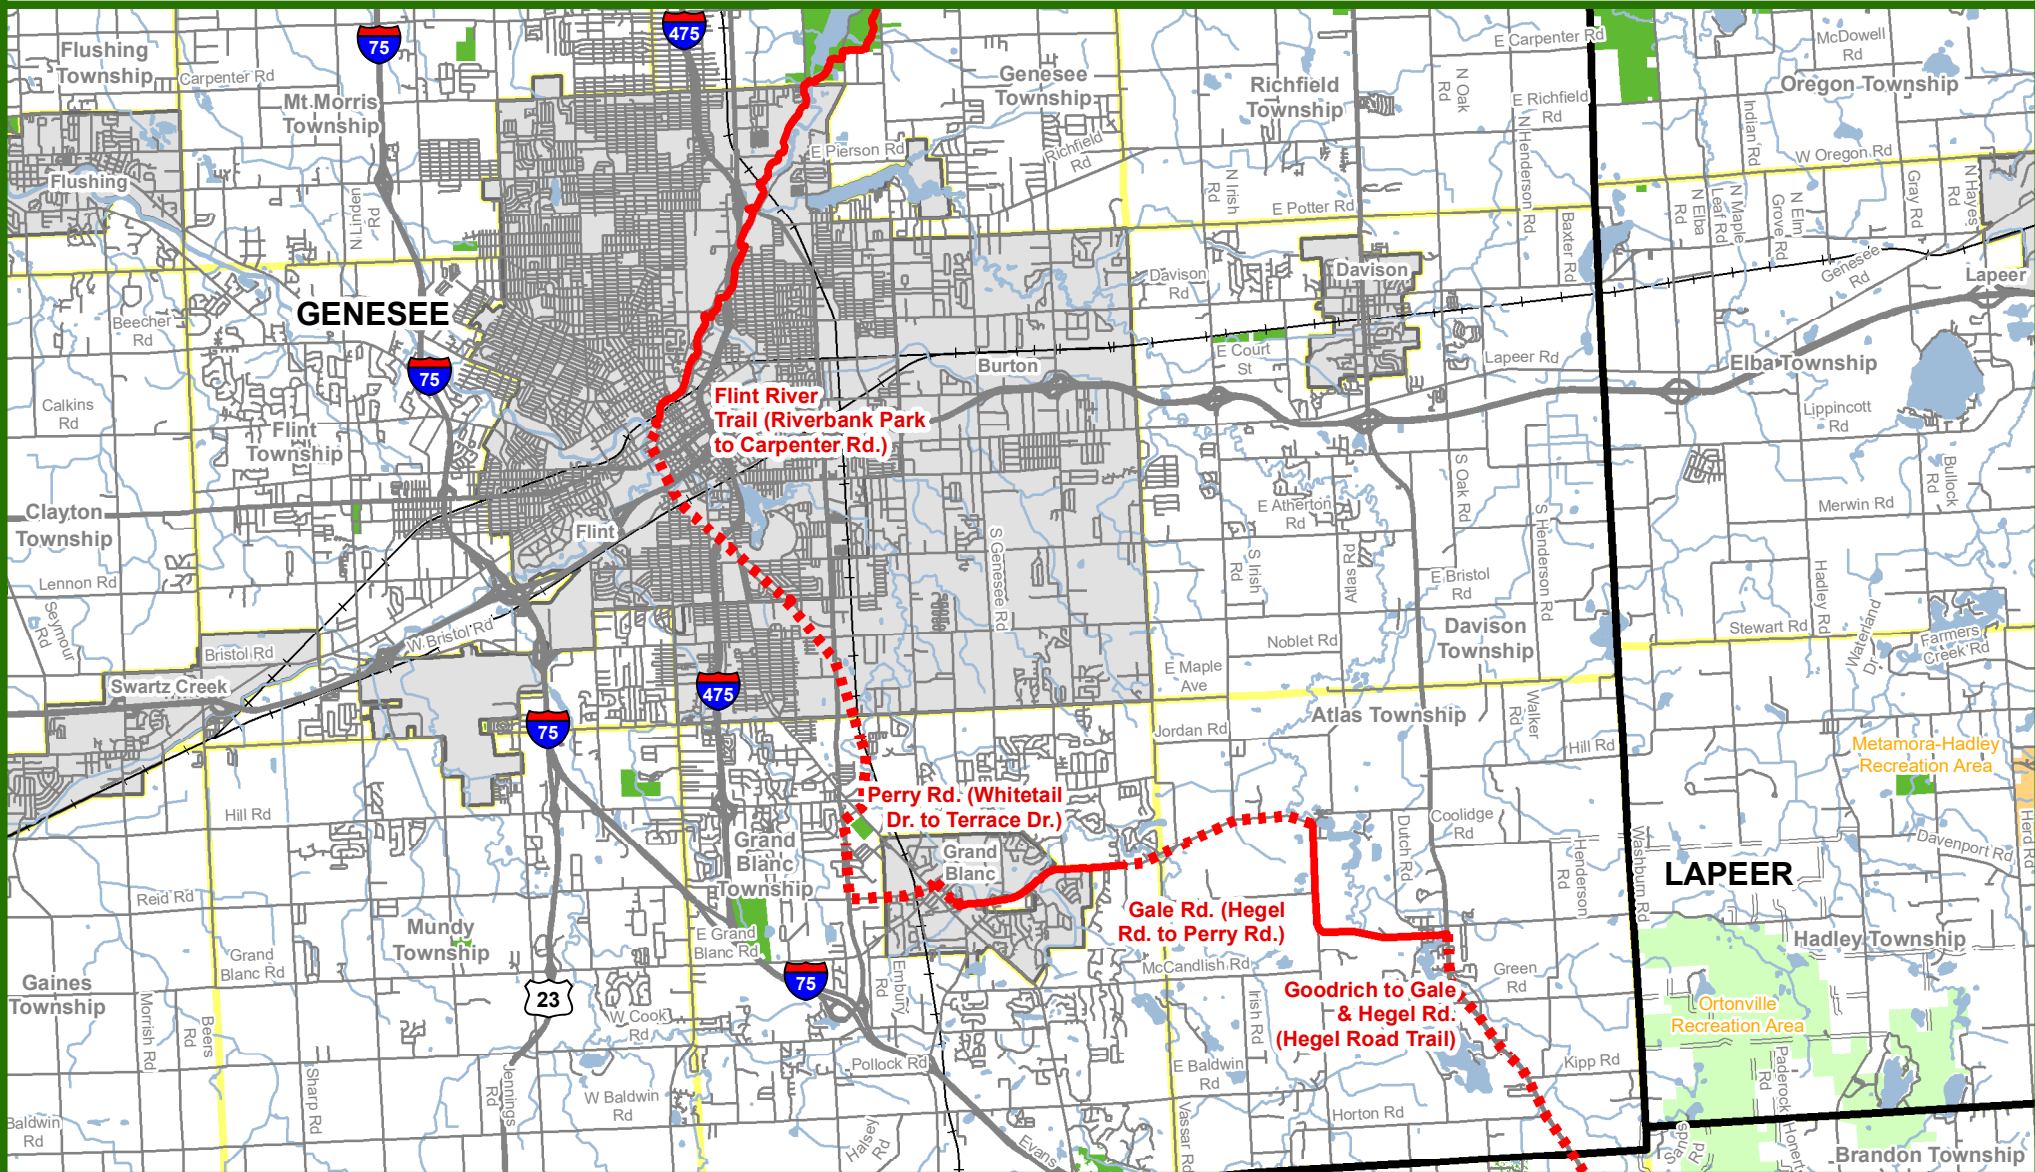 75
475
Flushing
Township
Carpenter Rd
Mt Morris
Township
Genesee
Township
Richfield
Township
E Carpenter Rd
McDowell
Rd
Oregon Township
N Oak
Rd
E Richfield
Rd
N Henderson Rd
Indian Rd
W Oregon Rd
E Pierson Rd
Richfield
Rd
Flushing
N Linden
Rd
N Irish
Rd
E Potter Rd
Baxter Rd
N Elba
Rd
N Maple
Leaf Rd
N Elm
Grove Rd
Gray Rd
N Hayes
Rd
Davison
Rd
Davison
Genesee
Rd
Lapeer
GENESEE
Beecher
Rd
75
Burton
E Court
St
Lapeer Rd
Elba Township
Flint River
Trail (Riverbank Park
to Carpenter Rd.)
Calkins
Rd
Flint
Township
Lippincott
Rd
Clayton
Township
Flint
S Genesee Rd
E Atherton
Rd
S Oak Rd
S Henderson Rd
Bullock
Rd
Merwin Rd
Lennon Rd
Seymour
Rd
S Irish
Rd
Atlas Rd
E Bristol
Rd
Hadley Rd
Waterland
Dr
Farmers
Creek Rd
Stewart Rd
Bristol Rd
W Bristol Rd
Noblet Rd
Davison
Township
E Maple
Ave
Swartz Creek
475
75
Jordan Rd
Atlas Township
Walker
Rd
Hill Rd
Metamora-Hadley
Recreation Area
Hill Rd
Perry Rd. (Whitetail
Dr. to Terrace Dr.)
Grand
Blanc
Township
Grand
Blanc
Dutch Rd
Coolidge
Rd
Henderson
Rd
Washburn Rd
Davenport Rd
Herd Rd
LAPEER
Reid Rd
Mundy
Township
E Grand
Blanc Rd
Gale Rd. (Hegel
Rd. to Perry Rd.)
Hadley Township
Grand
Blanc Rd
McCandlish Rd
Green
Rd
Gaines
Township
75
23
Embury
Rd
Irish Rd
Goodrich to Gale
& Hegel Rd.
(Hegel Road Trail)
Ortonville
Recreation Area
Morrish Rd
Beers
Rd
W Cook
Rd
Pollock Rd
E Baldwin
Rd
Kipp Rd
Paderock
Rd
Sharp Rd
Jennings
Rd
W Baldwin
Rd
Horton Rd
Baldwin
Rd
Halsey
Rd
Evans
Vassar Rd
Rd
Brandon Township